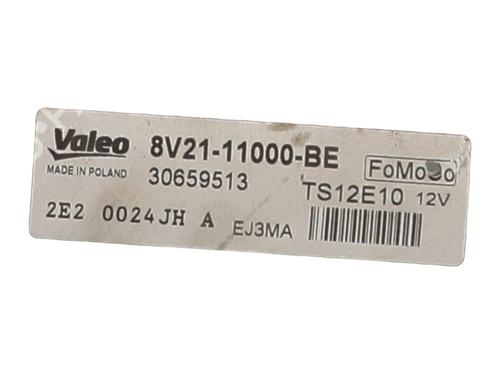 Valeo 8V21-11000-BE FoMoCo
MADE IN POLAND 30659513 TS12E10 12V
2E2 0024JH A EJ3MA